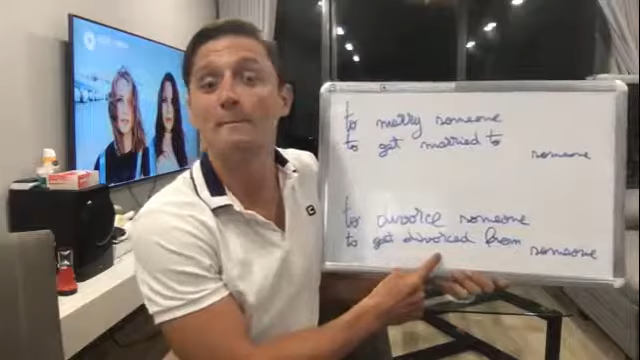 to marry someone
to get married to
someone
to divorce someone
to get divorced from
someone